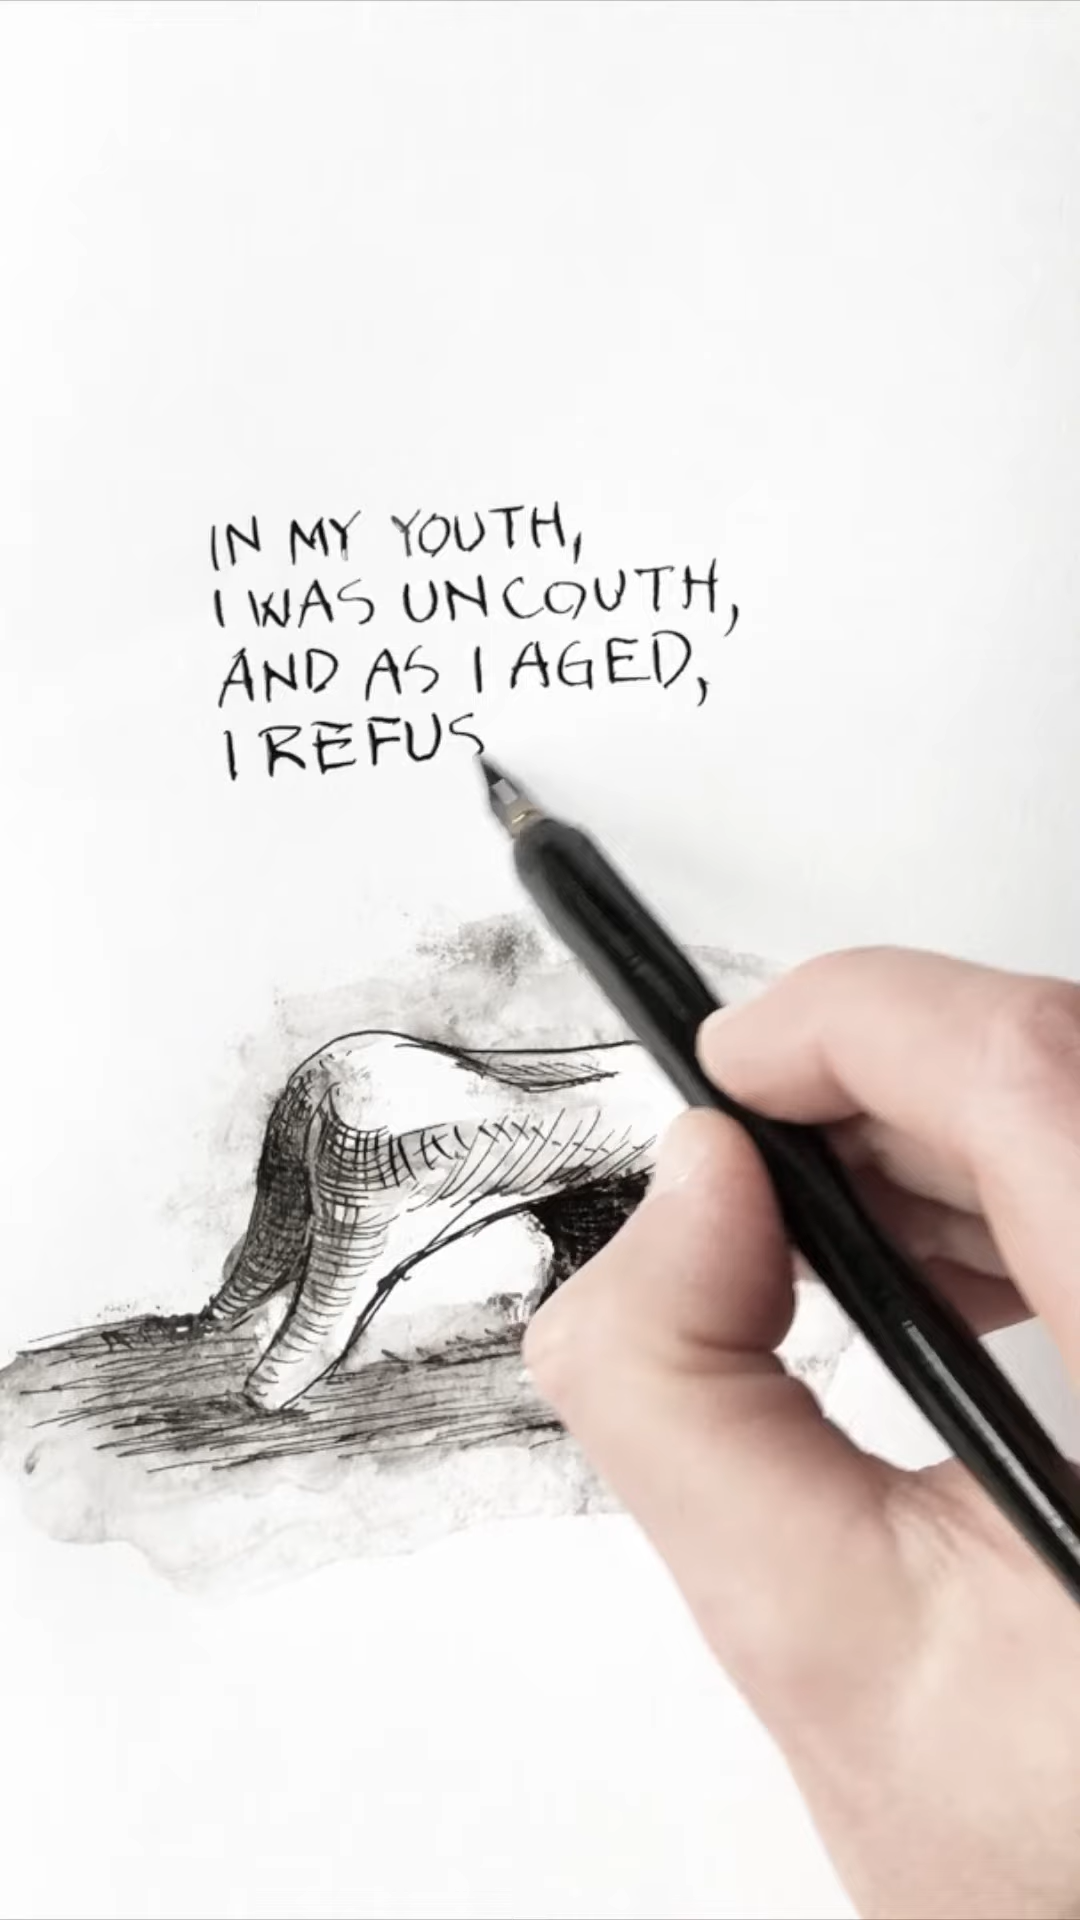 IN MY YOUTH,
I WAS UNCOUTH,
AND AS I AGED,
I REFUS